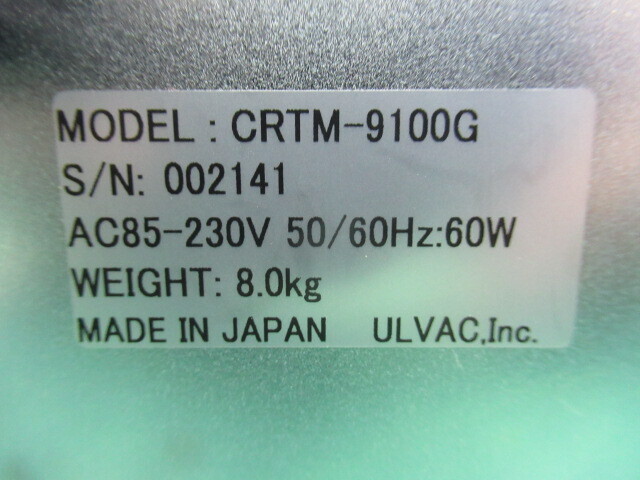 MODEL : CRTM-9100G
S/N: 002141
AC85-230V 50/60Hz:60W
WEIGHT: 8.0kg
MADE IN JAPAN ULVAC,Inc.